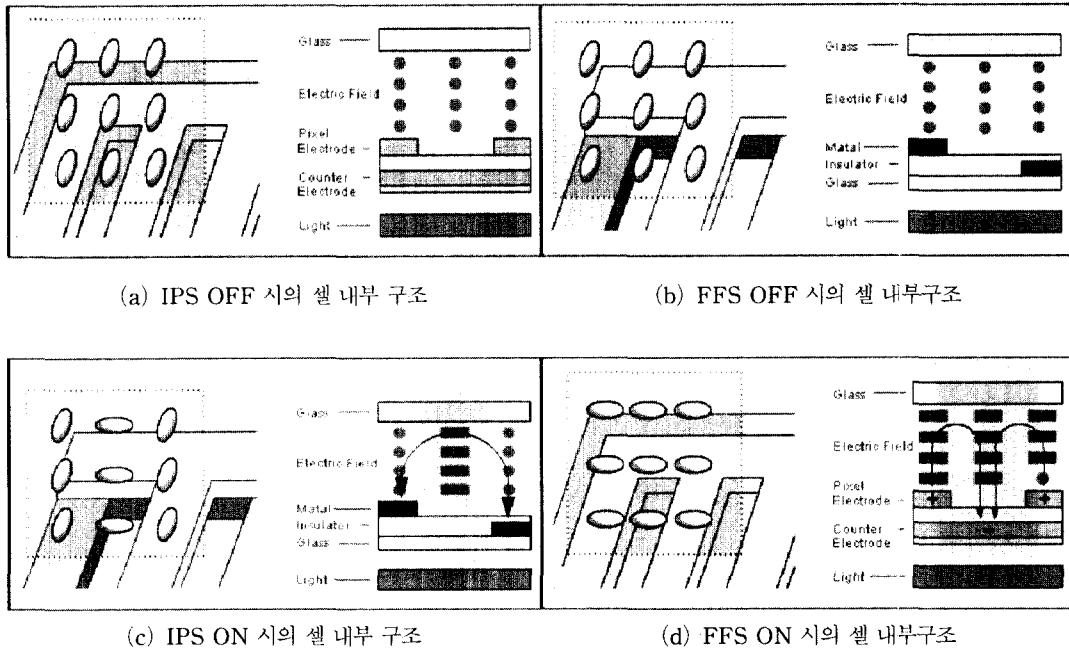 Glass
Electric Field
Pixel
Electrode
Counter
Electrode
Light
(a) IPS OFF 시의 셀 내부 구조
Glass
Electric Field
Matal
Insulator
Glass
Light
(b) FFS OFF 시의 셀 내부구조
Glass
Electric Field
Matal
Insulator
Glass
Light
(c) IPS ON 시의 셀 내부 구조
Glass
Electric Field
Pixel
Electrode
Counter
Electrode
Light
(d) FFS ON 시의 셀 내부구조